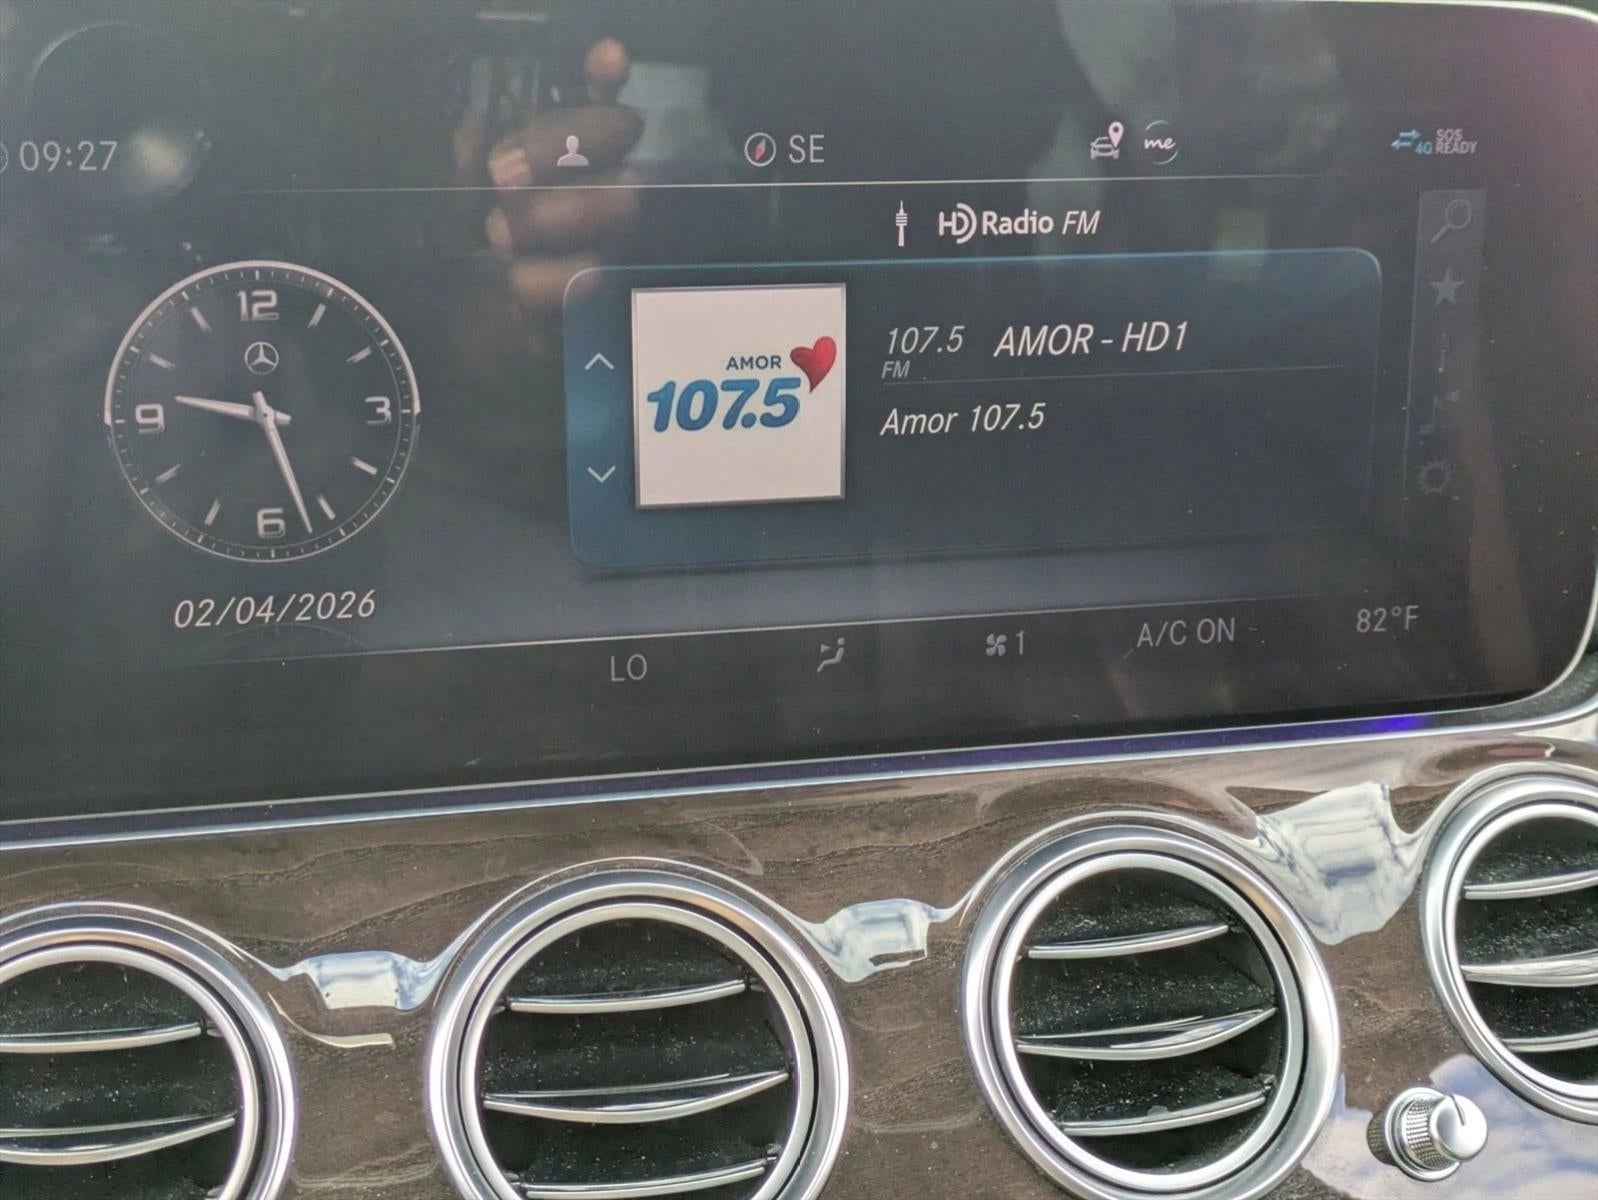 09:27
SE
me
4G SOS READY
HD Radio FM
12
3
6
9
AMOR
107.5
107.5 FM AMOR - HD1
Amor 107.5
02/04/2026
LO
1
A/C ON
82°F